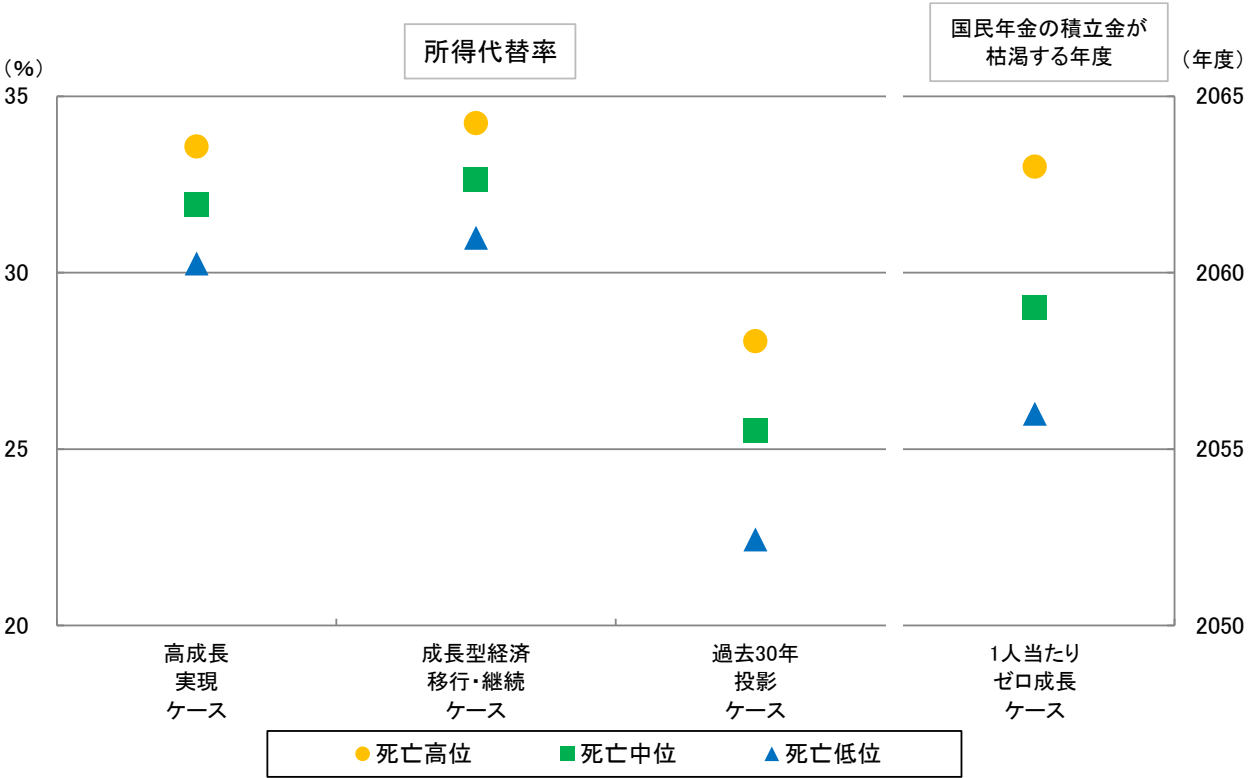 所得代替率
国民年金の積立金が
枯渇する年度
（%）
（年度）
35
30
25
20
2065
2060
2055
2050
高成長
実現
ケース
成長型経済
移行・継続
ケース
過去30年
投影
ケース
1人当たり
ゼロ成長
ケース
死亡高位
死亡中位
死亡低位